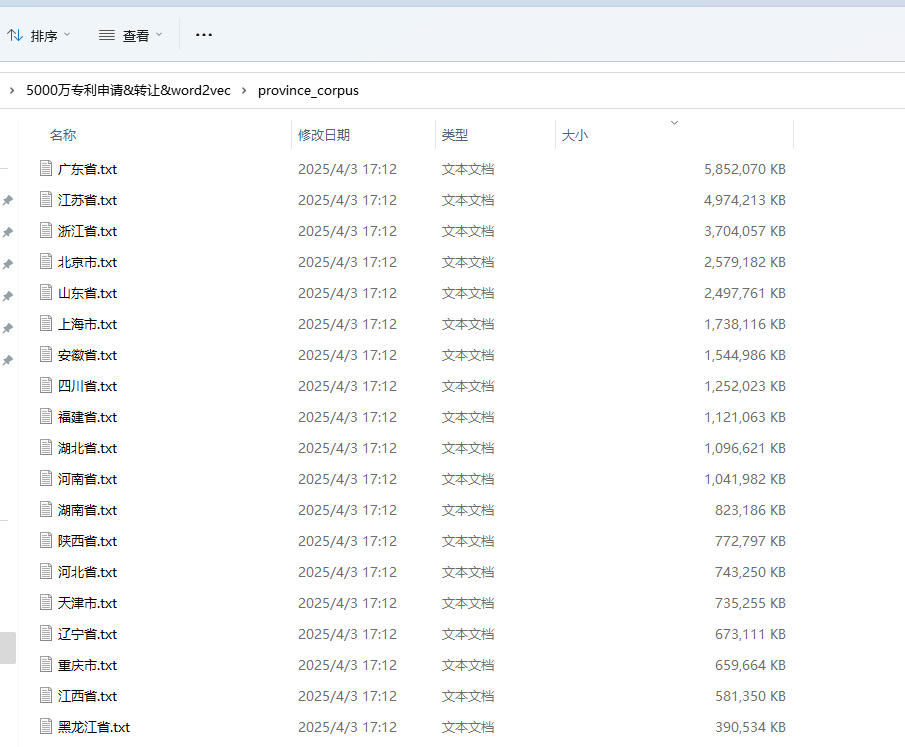 排序 查看 ...
5000万专利申请&转让&word2vec > province_corpus
名称 修改日期 类型 大小
广东省.txt 2025/4/3 17:12 文本文档 5,852,070 KB
江苏省.txt 2025/4/3 17:12 文本文档 4,974,213 KB
浙江省.txt 2025/4/3 17:12 文本文档 3,704,057 KB
北京市.txt 2025/4/3 17:12 文本文档 2,579,182 KB
山东省.txt 2025/4/3 17:12 文本文档 2,497,761 KB
上海市.txt 2025/4/3 17:12 文本文档 1,738,116 KB
安徽省.txt 2025/4/3 17:12 文本文档 1,544,986 KB
四川省.txt 2025/4/3 17:12 文本文档 1,252,023 KB
福建省.txt 2025/4/3 17:12 文本文档 1,121,063 KB
湖北省.txt 2025/4/3 17:12 文本文档 1,096,621 KB
河南省.txt 2025/4/3 17:12 文本文档 1,041,982 KB
湖南省.txt 2025/4/3 17:12 文本文档 823,186 KB
陕西省.txt 2025/4/3 17:12 文本文档 772,797 KB
河北省.txt 2025/4/3 17:12 文本文档 743,250 KB
天津市.txt 2025/4/3 17:12 文本文档 735,255 KB
辽宁省.txt 2025/4/3 17:12 文本文档 673,111 KB
重庆市.txt 2025/4/3 17:12 文本文档 659,664 KB
江西省.txt 2025/4/3 17:12 文本文档 581,350 KB
黑龙江省.txt 2025/4/3 17:12 文本文档 390,534 KB